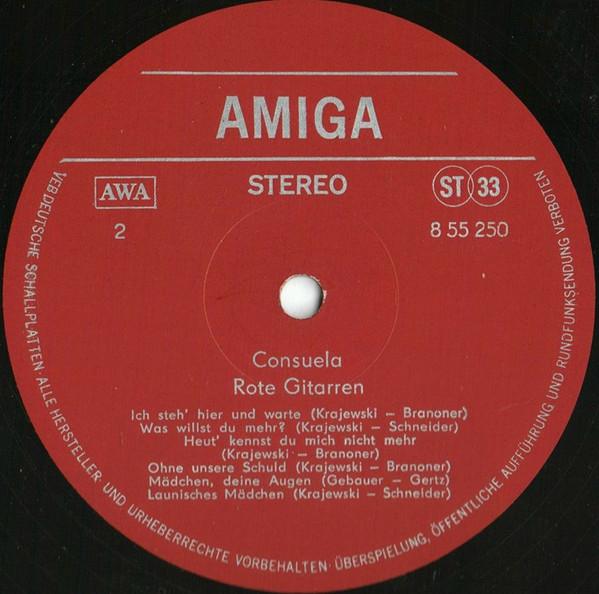 AMIGA
AWA
STEREO
ST 33
2
8 55 250
Consuela
Rote Gitarren
Ich steh' hier und warte (Krajewski – Branoner)
Was willst du mehr? (Krajewski – Schneider)
Heut' kennst du mich nicht mehr
(Krajewski – Branoner)
Ohne unsere Schuld (Krajewski – Branoner)
Mädchen, deine Augen (Gebauer – Gertz)
Launisches Mädchen (Krajewski – Schneider)
VEB DEUTSCHE SCHALLPLATTEN · ALLE HERSTELLER- UND URHEBERRECHTE VORBEHALTEN · ÜBERSPIELUNG, ÖFFENTLICHE AUFFÜHRUNG UND RUNDFUNKSENDUNG VERBOTEN